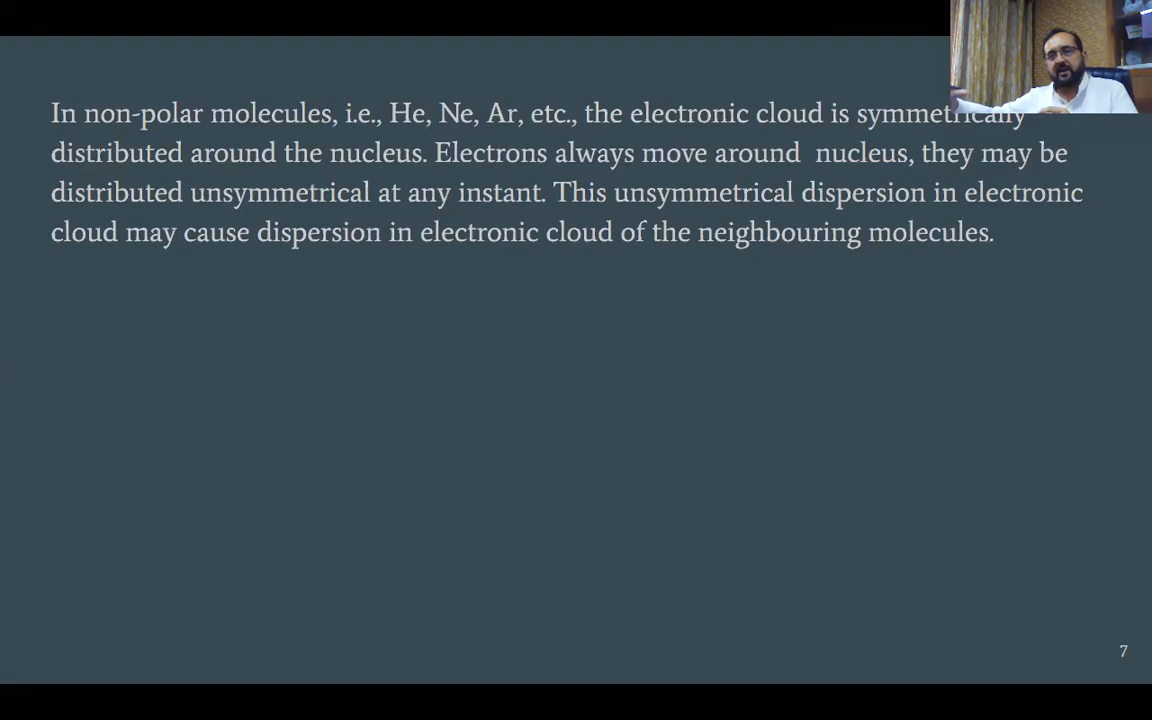 In non-polar molecules, i.e., He, Ne, Ar, etc., the electronic cloud is symmetrically
distributed around the nucleus. Electrons always move around nucleus, they may be
distributed unsymmetrical at any instant. This unsymmetrical dispersion in electronic
cloud may cause dispersion in electronic cloud of the neighbouring molecules.
7